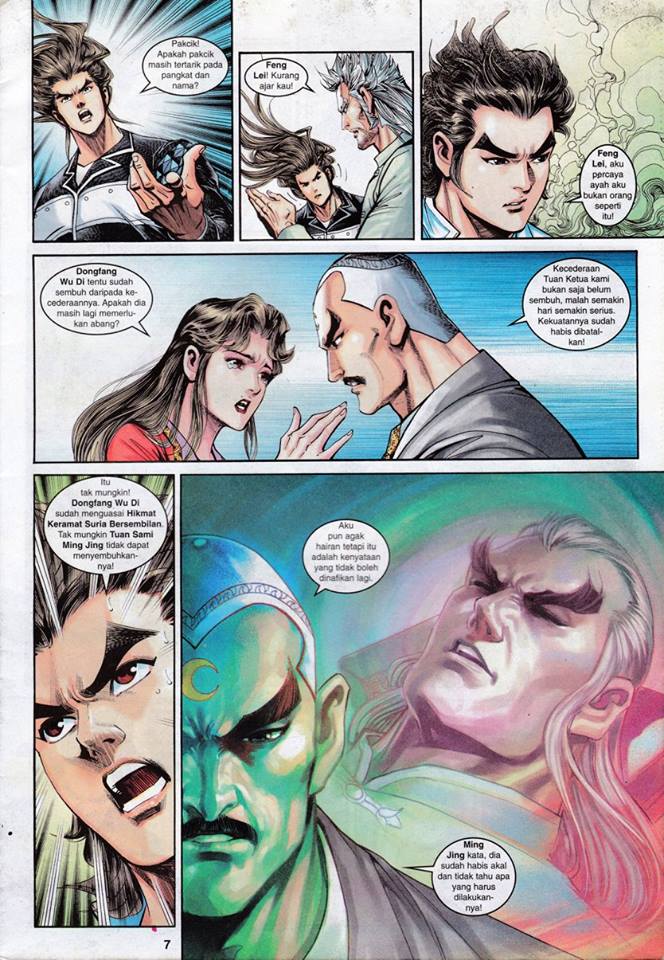 Pakcik!
Apakah pakcik
masih tertarik pada
pangkat dan
nama?
Feng
Lei! Kurang
ajar kau!
Feng
Lei, aku
percaya
ayah aku
bukan orang
seperti
itu!
Dongfang
Wu Di tentu sudah
sembuh daripada ke-
cederaannya. Apakah dia
masih lagi memerlu-
kan abang?
Kecederaan
Tuan Ketua kami
bukan saja belum
sembuh, malah semakin
hari semakin serius.
Kekuatannya sudah
habis dibatal-
kan!
Itu
tak mungkin!
Dongfang Wu Di
sudah menguasai Hikmat
Keramat Suria Bersembilan.
Tak mungkin Tuan Sami
Ming Jing tidak dapat
menyembuhkan-
nya!
Aku
pun agak
hairan tetapi itu
adalah kenyataan
yang tidak boleh
dinafikan lagi.
Ming
Jing kata, dia
sudah habis akal
dan tidak tahu apa
yang harus
dilakukan-
nya!
7